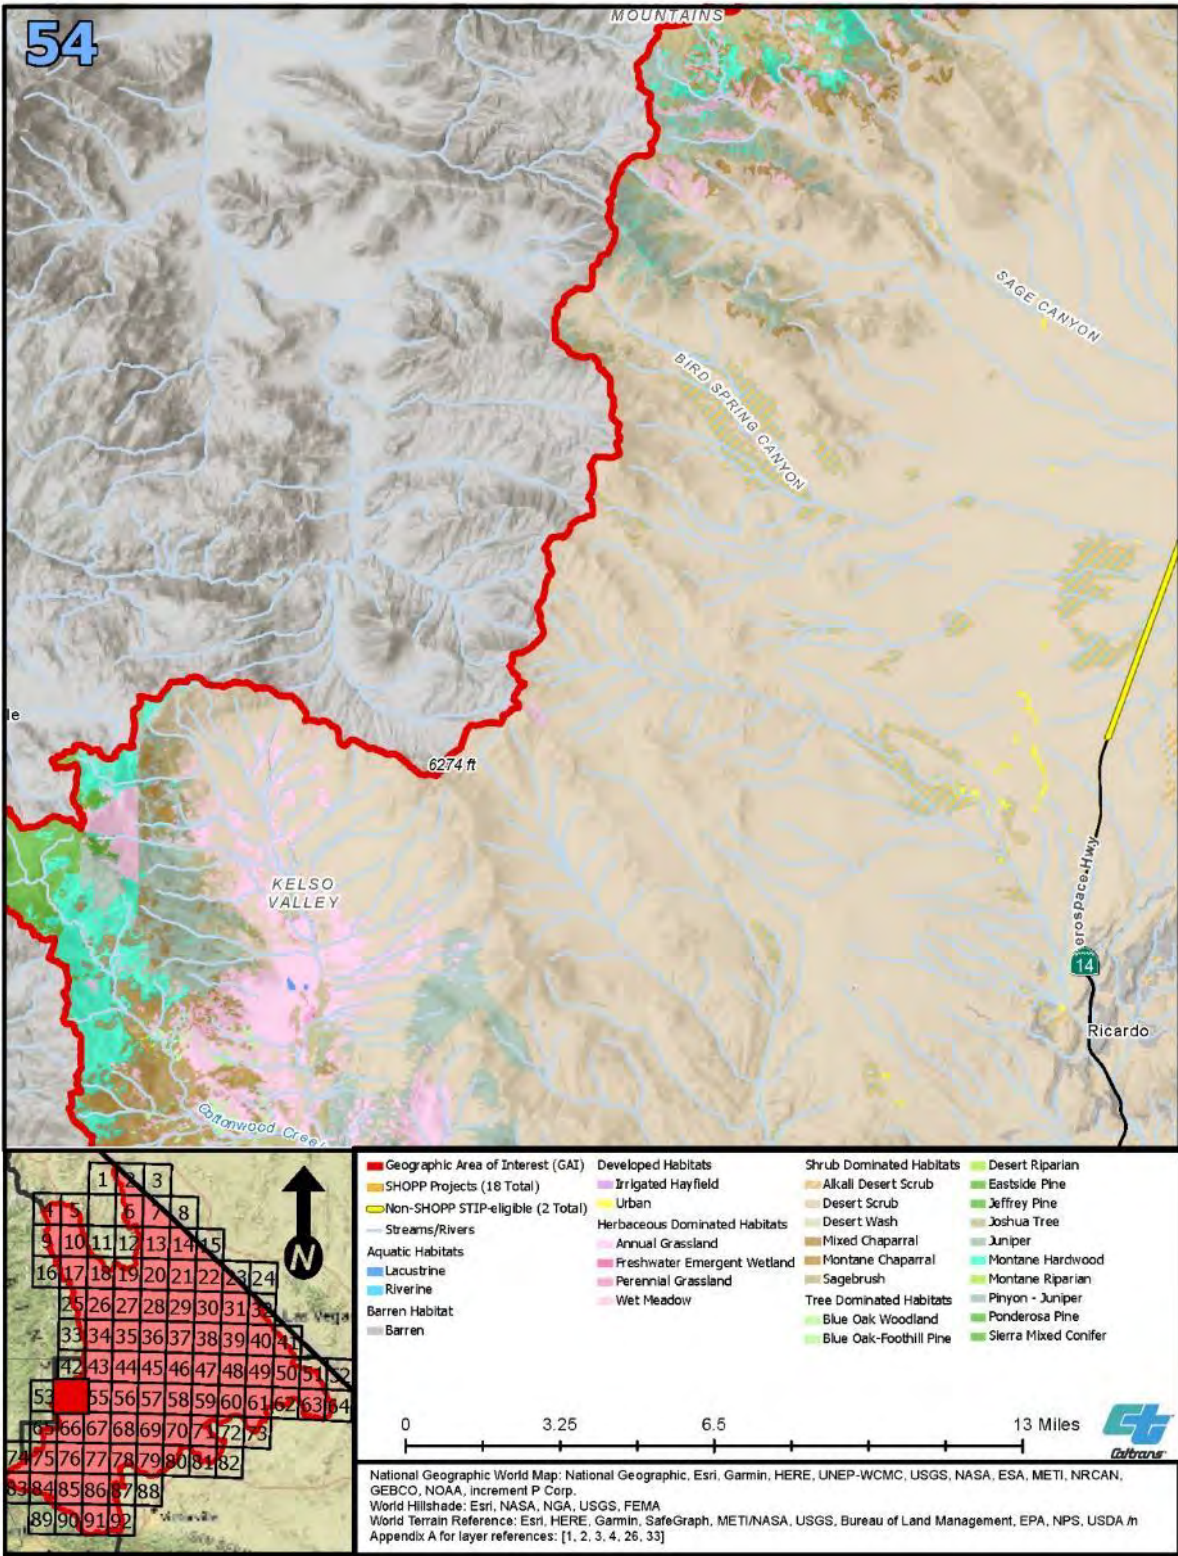 54
MOUNTAINS
SAGE CANYON
BIRD SPRING CANYON
le
6274 ft
KELSO
VALLEY
erospace Hwy
14
Ricardo
Cottonwood Creek
1 2 3
4 5 6 7 8
9 10 11 12 13 14 15
16 17 18 19 20 21 22 23 24
25 26 27 28 29 30 31 32
Las Vega
33 34 35 36 37 38 39 40 41
42 43 44 45 46 47 48 49 50 51 52
53 55 56 57 58 59 60 61 62 63 64
65 66 67 68 69 70 71 72 73
74 75 76 77 78 79 80 81 82
83 84 85 86 87 88
89 90 91 92
N
Geographic Area of Interest (GAI)
SHOPP Projects (18 Total)
Non-SHOPP STIP-eligible (2 Total)
Streams/Rivers
Aquatic Habitats
Lacustrine
Riverine
Barren Habitat
Barren
Developed Habitats
Irrigated Hayfield
Urban
Herbaceous Dominated Habitats
Annual Grassland
Freshwater Emergent Wetland
Perennial Grassland
Wet Meadow
Shrub Dominated Habitats
Alkali Desert Scrub
Desert Scrub
Desert Wash
Mixed Chaparral
Montane Chaparral
Sagebrush
Tree Dominated Habitats
Blue Oak Woodland
Blue Oak-Foothill Pine
Desert Riparian
Eastside Pine
Jeffrey Pine
Joshua Tree
Juniper
Montane Hardwood
Montane Riparian
Pinyon - Juniper
Ponderosa Pine
Sierra Mixed Conifer
0 3.25 6.5 13 Miles
ct
Caltrans
National Geographic World Map: National Geographic, Esri, Garmin, HERE, UNEP-WCMC, USGS, NASA, ESA, METI, NRCAN,
GEBCO, NOAA, increment P Corp.
World Hillshade: Esri, NASA, NGA, USGS, FEMA
World Terrain Reference: Esri, HERE, Garmin, SafeGraph, METI/NASA, USGS, Bureau of Land Management, EPA, NPS, USDA /n
Appendix A for layer references: [1, 2, 3, 4, 26, 33]